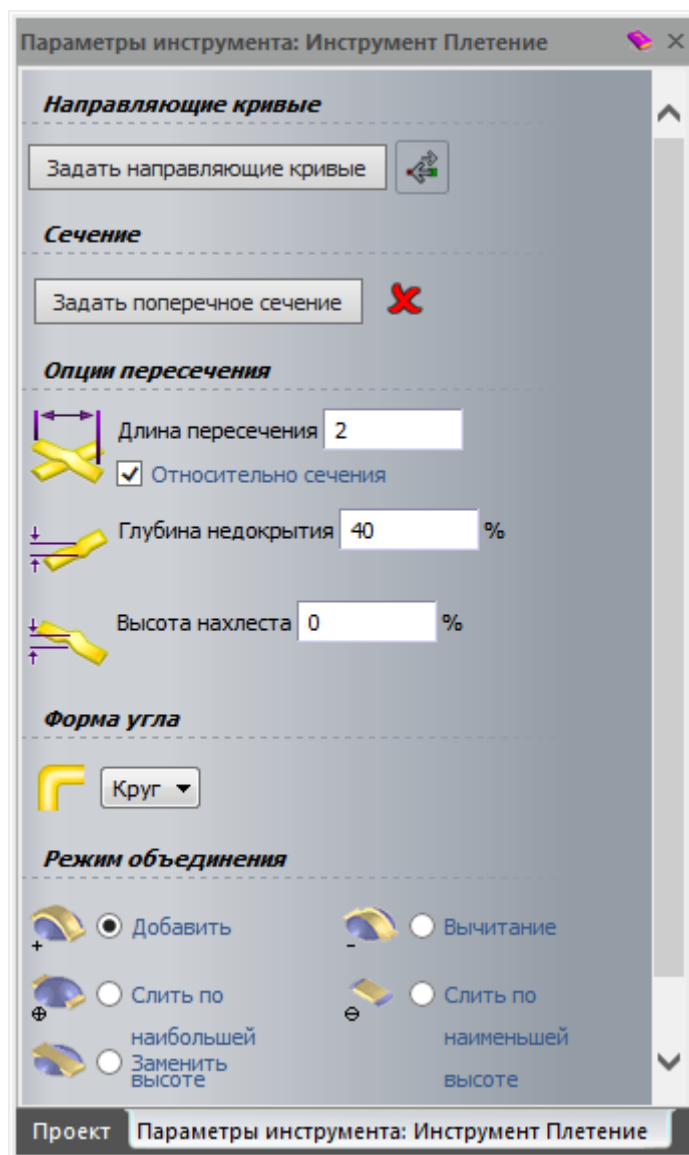 Параметры инструмента: Инструмент Плетение
Направляющие кривые
Задать направляющие кривые
Сечение
Задать поперечное сечение
Опции пересечения
Длина пересечения 2
Относительно сечения
Глубина недокрытия 40 %
Высота нахлеста 0 %
Форма угла
Круг
Режим объединения
Добавить
Вычитание
Слить по
наибольшей
высоте
Слить по
наименьшей
высоте
Заменить
Проект
Параметры инструмента: Инструмент Плетение